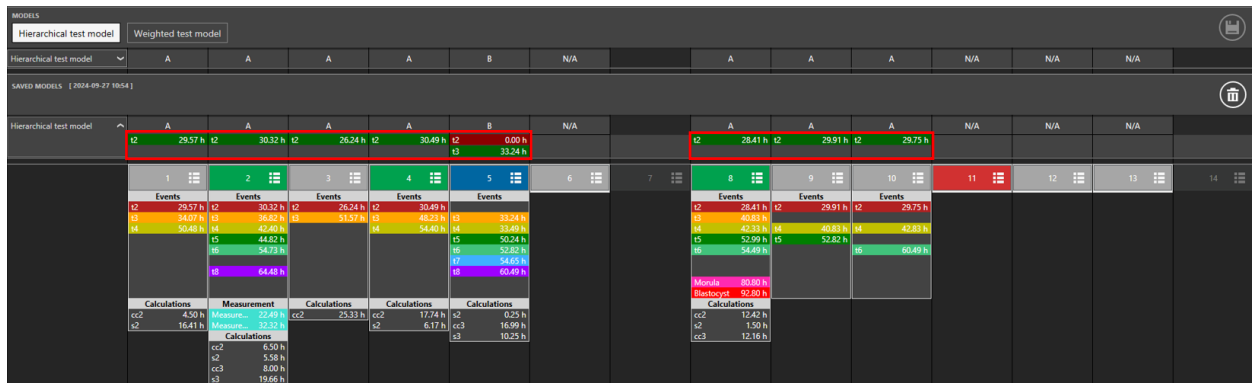 MODELS
Hierarchical test model Weighted test model
Hierarchical test model A A A A B N/A A A A N/A N/A N/A
SAVED MODELS [ 2024-09-27 10:54 ]
Hierarchical test model A A A A B N/A A A A N/A N/A N/A
t2 29.57 h t2 30.32 h t2 26.24 h t2 30.49 h t2 0.00 h t2 28.41 h t2 29.91 h t2 29.75 h
t3 33.24 h
1 2 3 4 5 6 7 8 9 10 11 12 13 14
Events Events Events Events Events Events Events Events
t2 29.57 h t2 30.32 h t2 26.24 h t2 30.49 h t2 28.41 h t2 29.91 h t2 29.75 h
t3 34.07 h t3 36.82 h t3 51.57 h t3 48.23 h t3 33.24 h t3 40.83 h
t4 50.48 h t4 42.40 h t4 54.40 h t4 33.49 h t4 42.33 h t4 40.83 h t4 42.83 h
t5 44.82 h t5 50.24 h t5 52.99 h t5 52.82 h
t6 54.73 h t6 52.82 h t6 54.49 h t6 60.49 h
t7 54.65 h
t8 64.48 h t8 60.49 h
Morula 80.80 h
Blastocyst 92.80 h
Calculations Measurement Calculations Calculations Calculations Calculations
cc2 4.50 h Measure... 22.49 h cc2 25.33 h cc2 17.74 h s2 0.25 h cc2 12.42 h
s2 16.41 h Measure... 32.32 h s2 6.17 h cc3 16.99 h s2 1.50 h
Calculations s3 10.25 h cc3 12.16 h
cc2 6.50 h
s2 5.58 h
cc3 8.00 h
s3 19.66 h